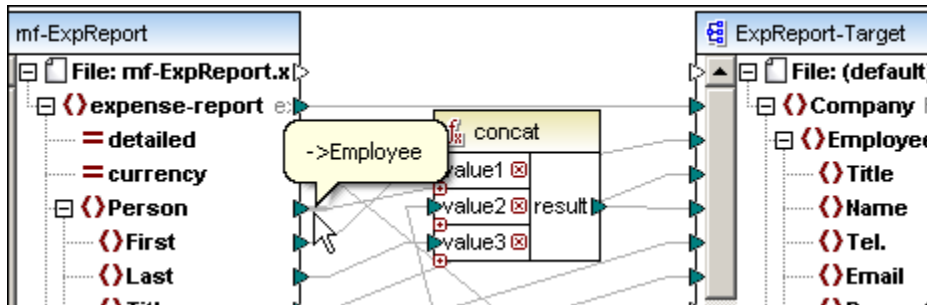 mf-ExpReport
File: mf-ExpReport.x
expense-report
detailed
currency
Person
First
Last
->Employee
concat
value1
value2
value3
result
ExpReport-Target
File: (default)
Company
Employee
Title
Name
Tel.
Email